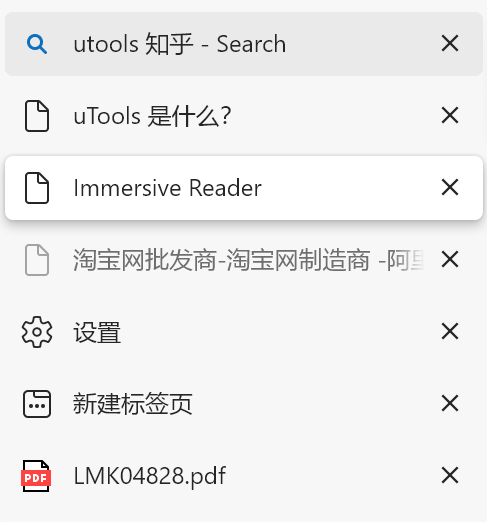 utools 知乎 - Search
uTools 是什么？
Immersive Reader
淘宝网批发商-淘宝网制造商 -阿
设置
新建标签页
PDF LMK04828.pdf